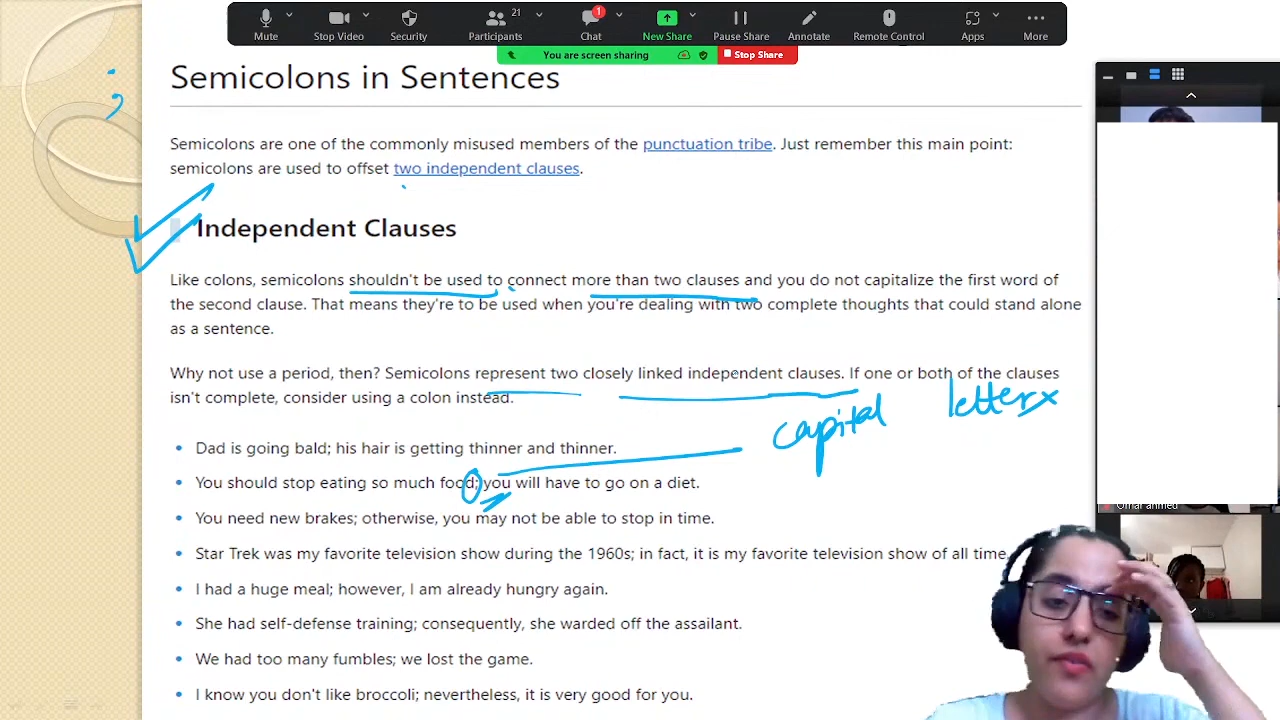 21
1
Mute Stop Video Security Participants Chat New Share Pause Share Annotate Remote Control Apps More
You are screen sharing Stop Share
;
Semicolons in Sentences
Semicolons are one of the commonly misused members of the punctuation tribe. Just remember this main point:
semicolons are used to offset two independent clauses.
Independent Clauses
Like colons, semicolons shouldn't be used to connect more than two clauses and you do not capitalize the first word of
the second clause. That means they're to be used when you're dealing with two complete thoughts that could stand alone
as a sentence.
Why not use a period, then? Semicolons represent two closely linked independent clauses. If one or both of the clauses
isn't complete, consider using a colon instead.
capital letter x
• Dad is going bald; his hair is getting thinner and thinner.
• You should stop eating so much food; you will have to go on a diet.
• You need new brakes; otherwise, you may not be able to stop in time.
• Star Trek was my favorite television show during the 1960s; in fact, it is my favorite television show of all time.
• I had a huge meal; however, I am already hungry again.
• She had self-defense training; consequently, she warded off the assailant.
• We had too many fumbles; we lost the game.
• I know you don't like broccoli; nevertheless, it is very good for you.
Omar ahmed